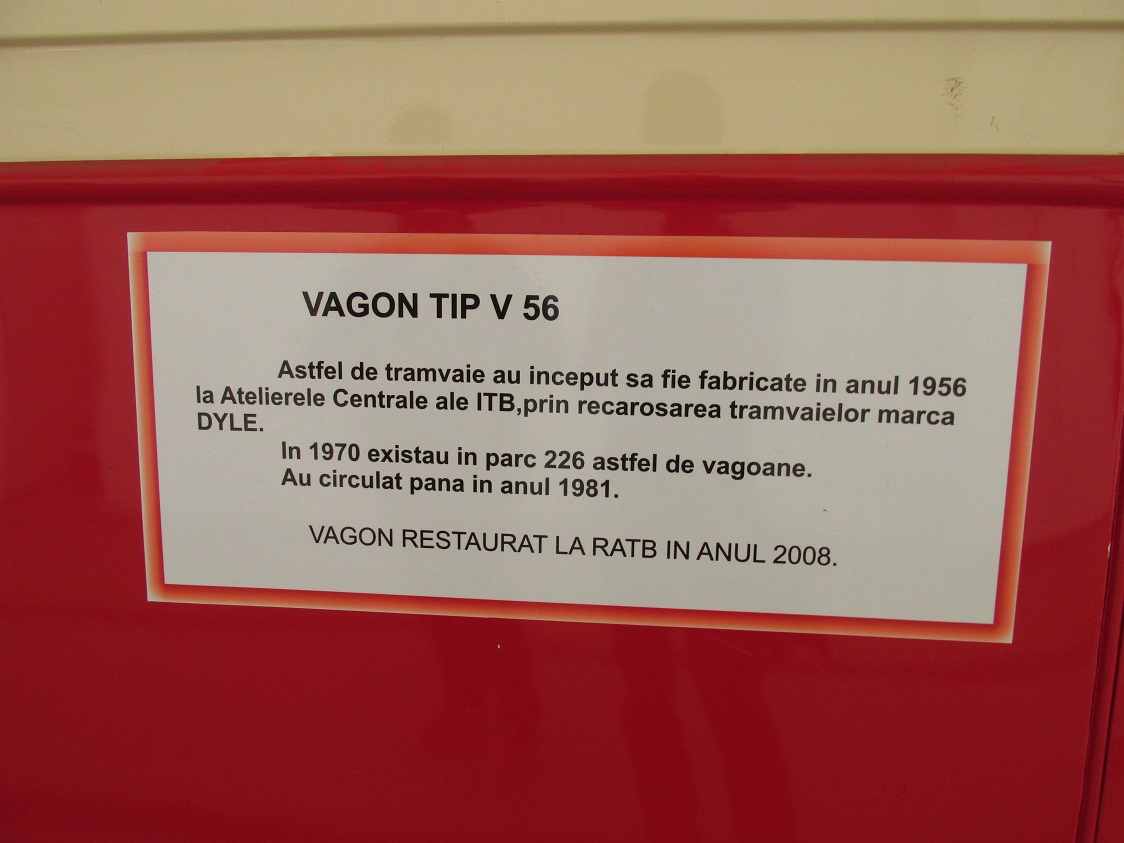 VAGON TIP V 56
Astfel de tramvaie au inceput sa fie fabricate in anul 1956
la Atelierele Centrale ale ITB,prin recarosarea tramvaielor marca
DYLE.
In 1970 existau in parc 226 astfel de vagoane.
Au circulat pana in anul 1981.
VAGON RESTAURAT LA RATB IN ANUL 2008.